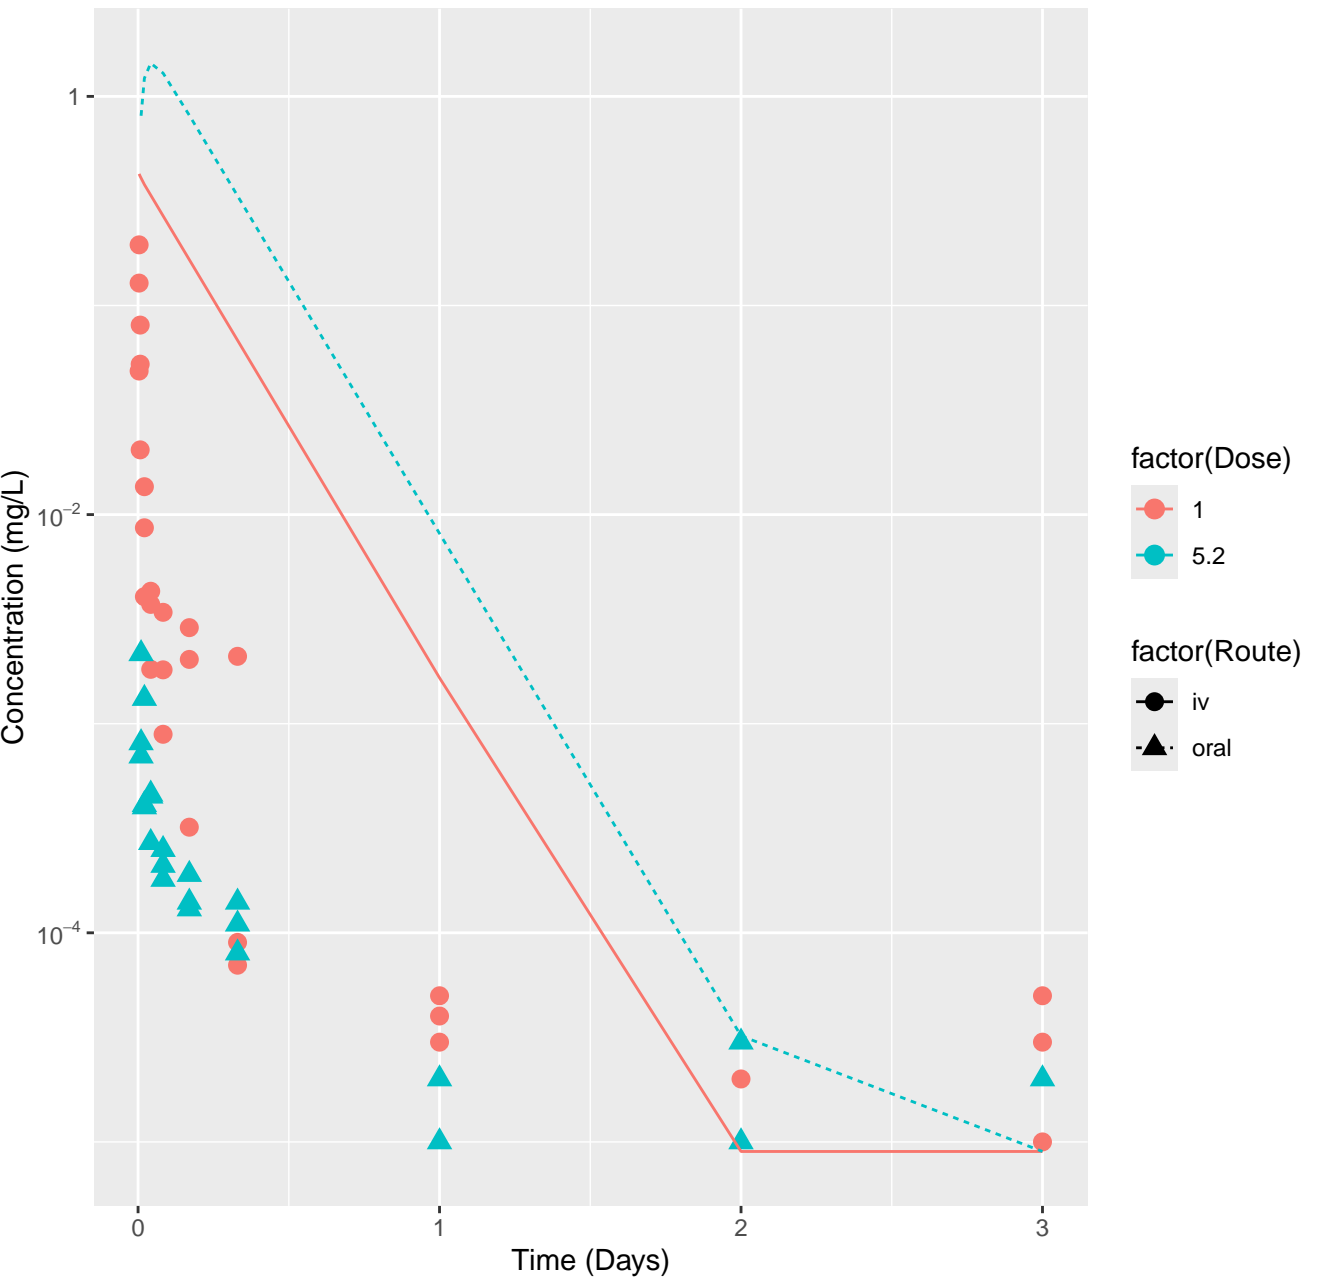 1
10⁻²
10⁻⁴
Concentration (mg/L)
0
1
2
3
Time (Days)
factor(Dose)
1
5.2
factor(Route)
iv
oral